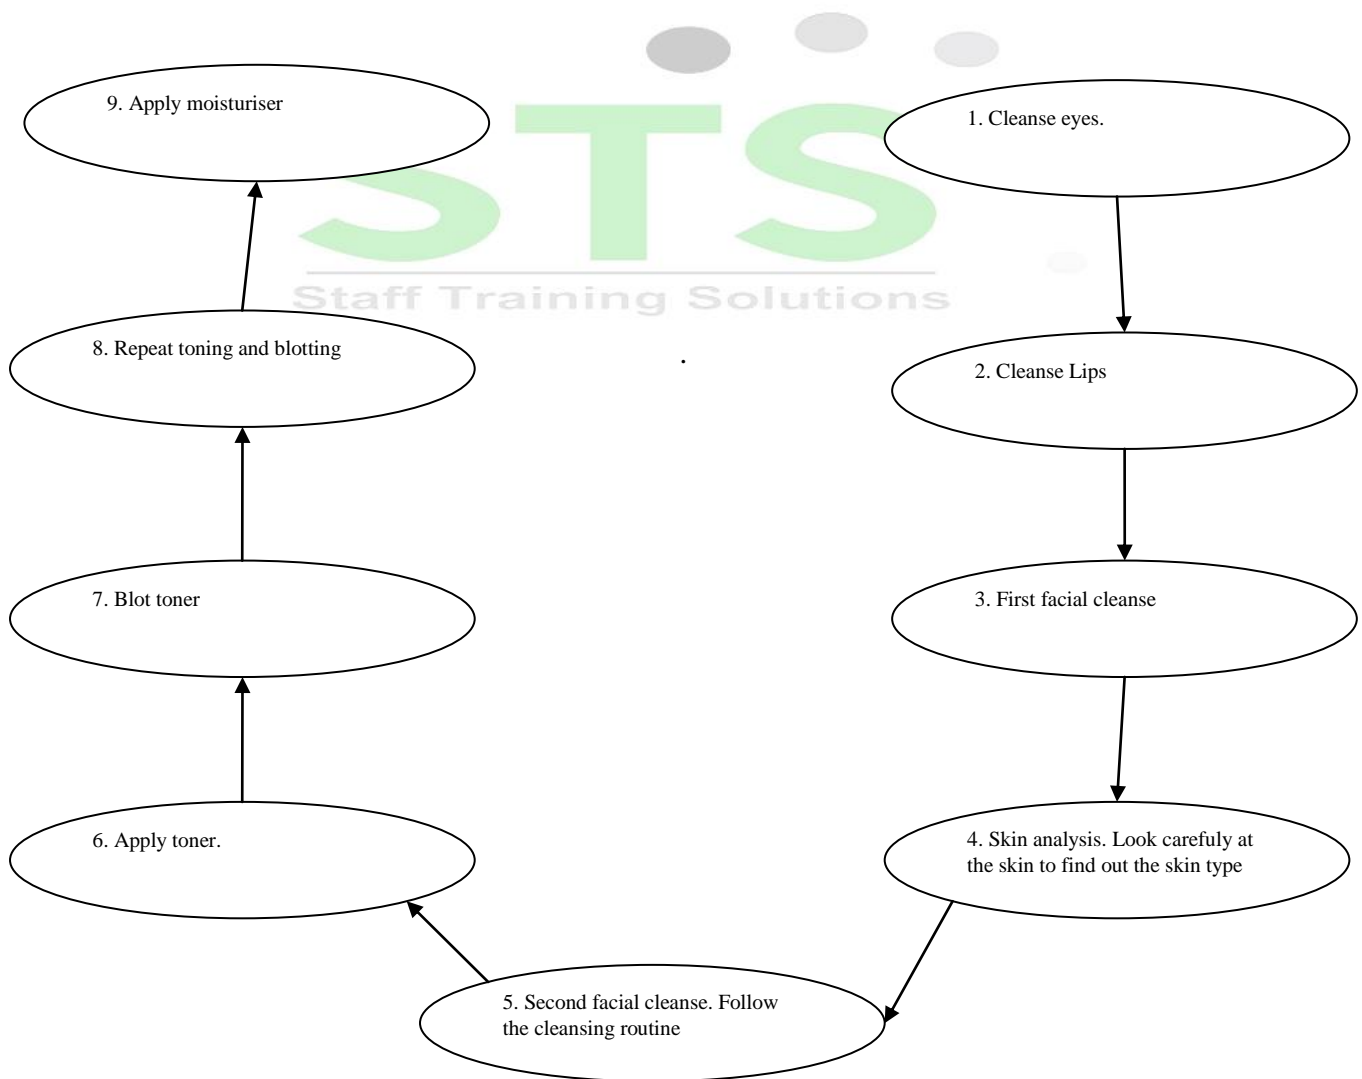 STS
Staff Training Solutions
1. Cleanse eyes.
2. Cleanse Lips
3. First facial cleanse
4. Skin analysis. Look carefuly at
the skin to find out the skin type
5. Second facial cleanse. Follow
the cleansing routine
6. Apply toner.
7. Blot toner
8. Repeat toning and blotting
9. Apply moisturiser
.